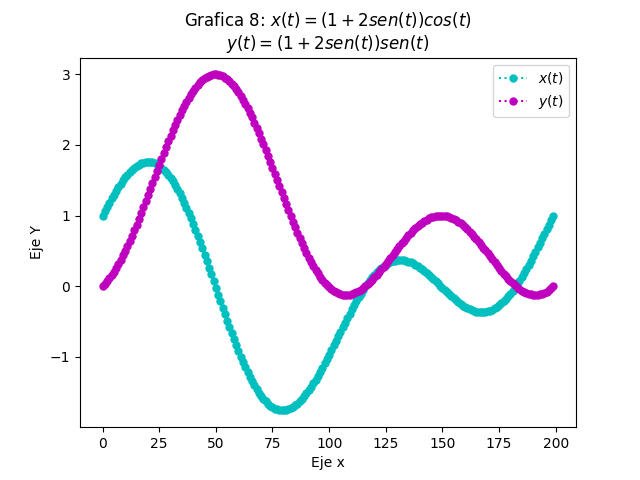 Grafica 8: x(t) = (1 + 2sen(t))cos(t)
y(t) = (1 + 2sen(t))sen(t)
x(t)
y(t)
Eje Y
3
2
1
0
−1
0 25 50 75 100 125 150 175 200
Eje x